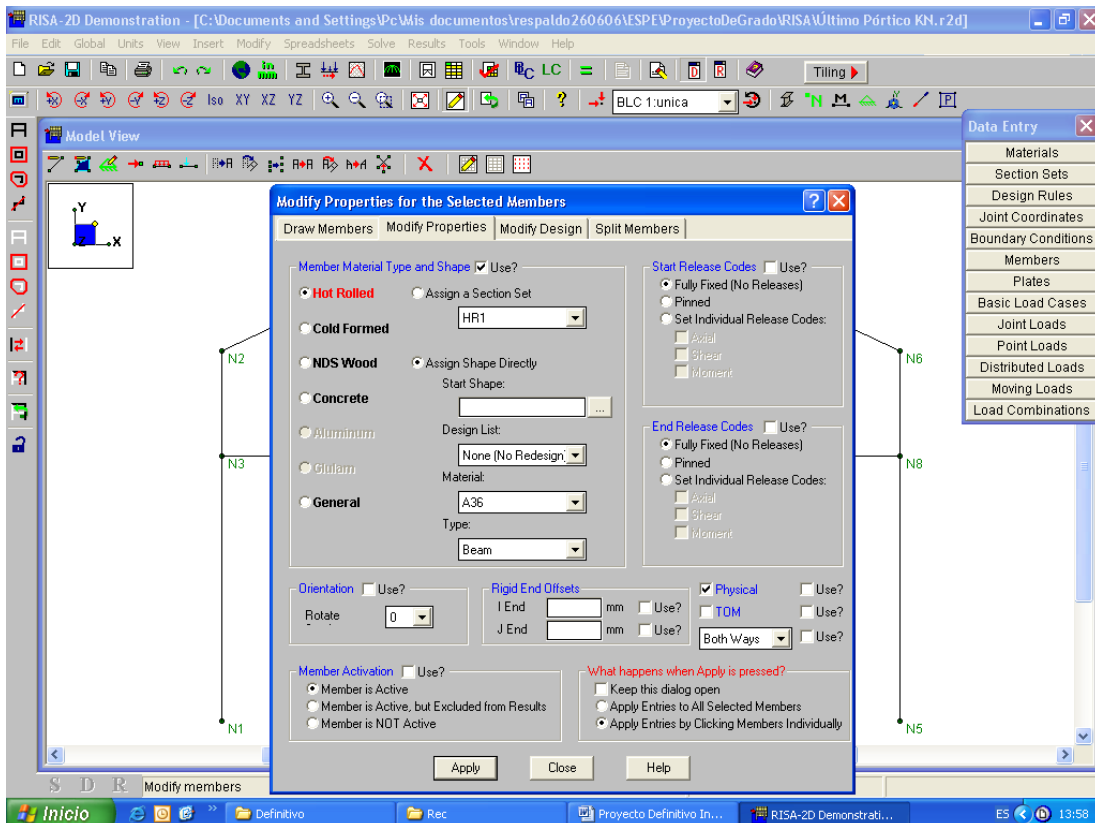 RISA-2D Demonstration - [C:\Documents and Settings\Pc\Mis documentos\respaldo260606\ESPE\ProyectoDeGrado\RISA\Último Pórtico KN.r2d]
File Edit Global Units View Insert Modify Spreadsheets Solve Results Tools Window Help
BLC LC = D R Tiling
Iso XY XZ YZ ? BLC 1:unica N M P
Model View
Y
Z X
N2
N3
N1
N6
N8
N5
Modify Properties for the Selected Members
Draw Members Modify Properties Modify Design Split Members
Member Material Type and Shape Use?
Hot Rolled Assign a Section Set
HR1
Cold Formed
NDS Wood Assign Shape Directly
Start Shape:
Concrete
...
Aluminum Design List:
None (No Redesign)
Glulam Material:
General A36
Type:
Beam
Start Release Codes Use?
Fully Fixed (No Releases)
Pinned
Set Individual Release Codes:
Axial
Shear
Moment
End Release Codes Use?
Fully Fixed (No Releases)
Pinned
Set Individual Release Codes:
Axial
Shear
Moment
Orientation Use?
Rotate 0
Rigid End Offsets
I End mm Use?
J End mm Use?
Physical Use?
TOM Use?
Both Ways Use?
Member Activation Use?
Member is Active
Member is Active, but Excluded from Results
Member is NOT Active
What happens when Apply is pressed?
Keep this dialog open
Apply Entries to All Selected Members
Apply Entries by Clicking Members Individually
Apply Close Help
Data Entry
Materials
Section Sets
Design Rules
Joint Coordinates
Boundary Conditions
Members
Plates
Basic Load Cases
Joint Loads
Point Loads
Distributed Loads
Moving Loads
Load Combinations
S D R Modify members
Inicio » Definitivo Rec Proyecto Definitivo In... RISA-2D Demonstrati... ES 13:58